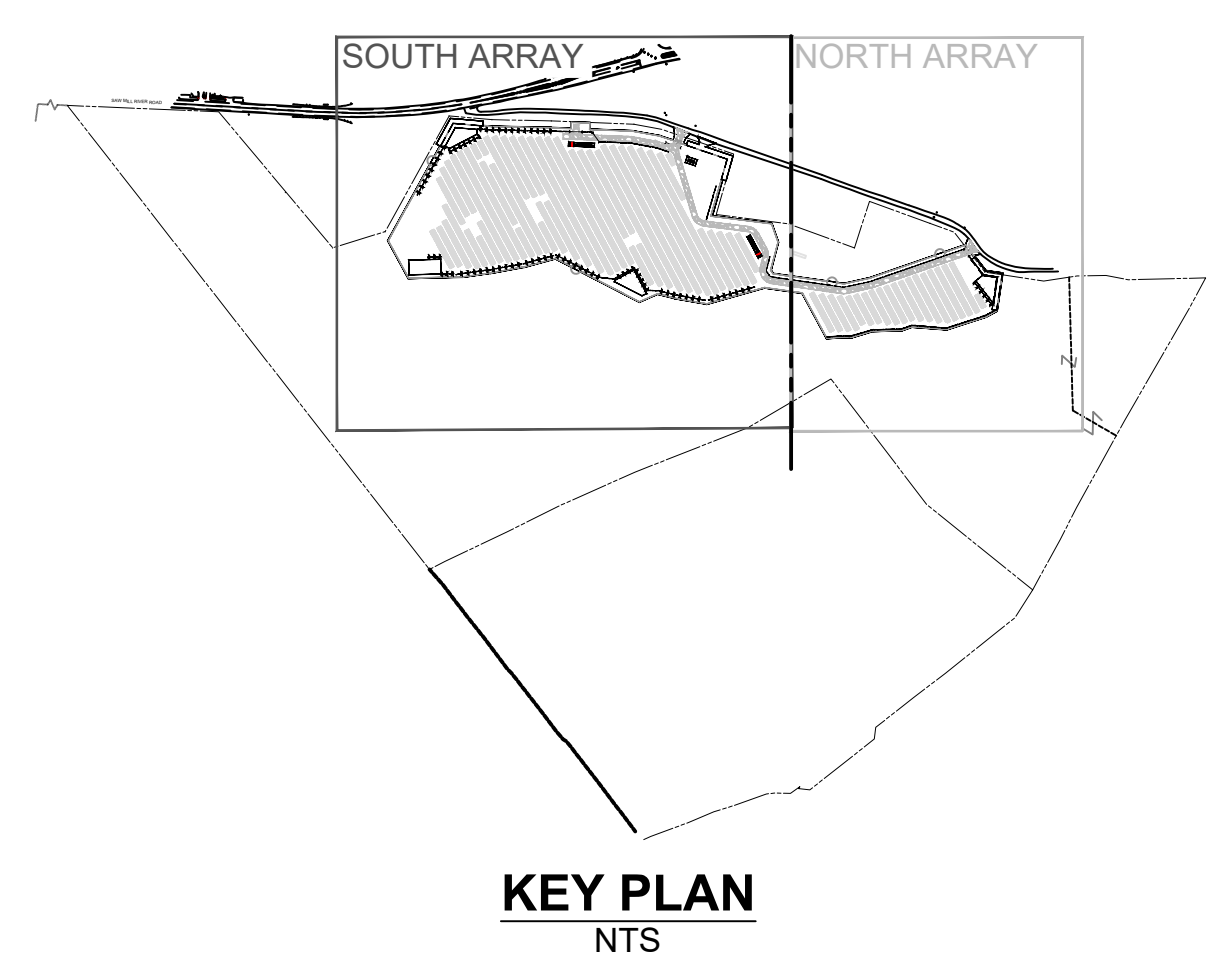 SOUTH ARRAY
NORTH ARRAY
SAW MILL RIVER ROAD
KEY PLAN
NTS